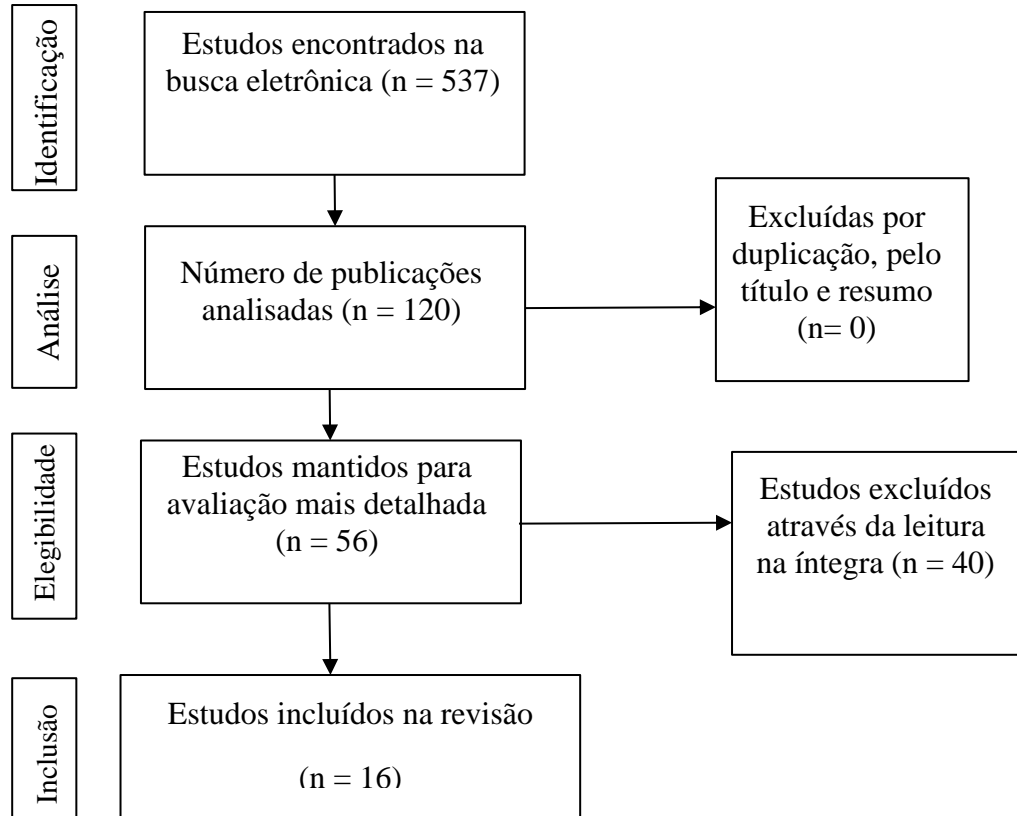 Identificação
Estudos encontrados na
busca eletrônica (n = 537)
Análise
Número de publicações
analisadas (n = 120)
Excluídas por
duplicação, pelo
título e resumo
(n= 0)
Elegibilidade
Estudos mantidos para
avaliação mais detalhada
(n = 56)
Estudos excluídos
através da leitura
na íntegra (n = 40)
Inclusão
Estudos incluídos na revisão
(n = 16)